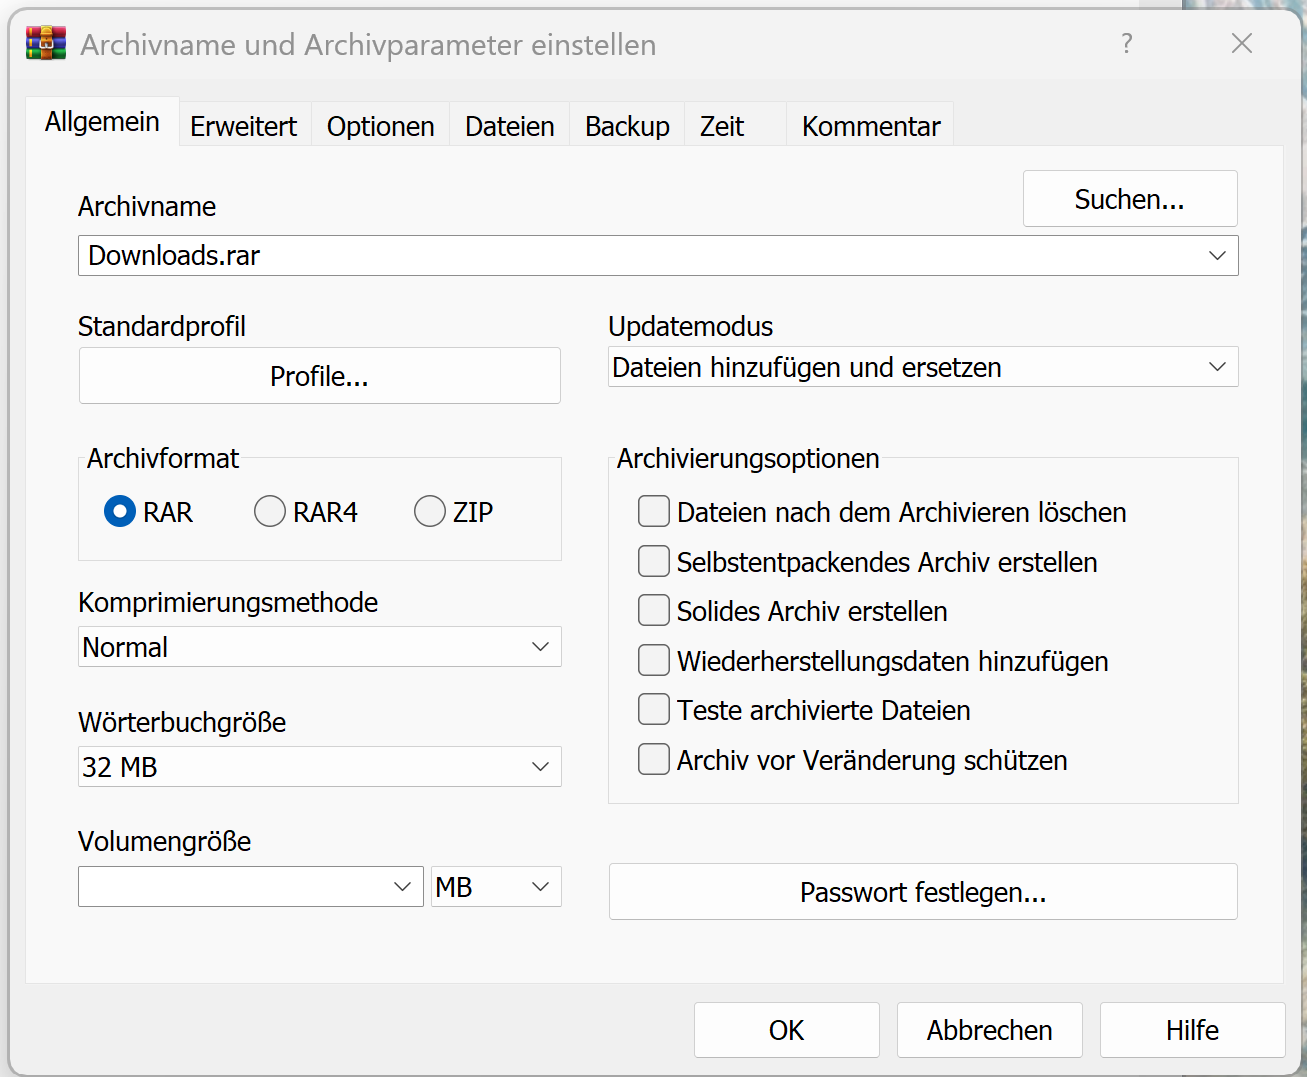 Archivname und Archivparameter einstellen
?
Allgemein Erweitert Optionen Dateien Backup Zeit Kommentar
Archivname
Suchen...
Downloads.rar
Standardprofil
Profile...
Updatemodus
Dateien hinzufügen und ersetzen
Archivformat
RAR RAR4 ZIP
Komprimierungsmethode
Normal
Wörterbuchgröße
32 MB
Volumengröße
MB
Archivierungsoptionen
Dateien nach dem Archivieren löschen
Selbstentpackendes Archiv erstellen
Solides Archiv erstellen
Wiederherstellungsdaten hinzufügen
Teste archivierte Dateien
Archiv vor Veränderung schützen
Passwort festlegen...
OK Abbrechen Hilfe